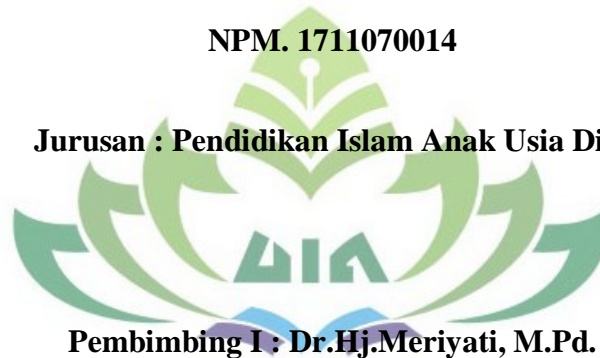 NPM. 1711070014
Jurusan : Pendidikan Islam Anak Usia Di
UIN
Pembimbing I : Dr.Hj.Meriyati, M.Pd.